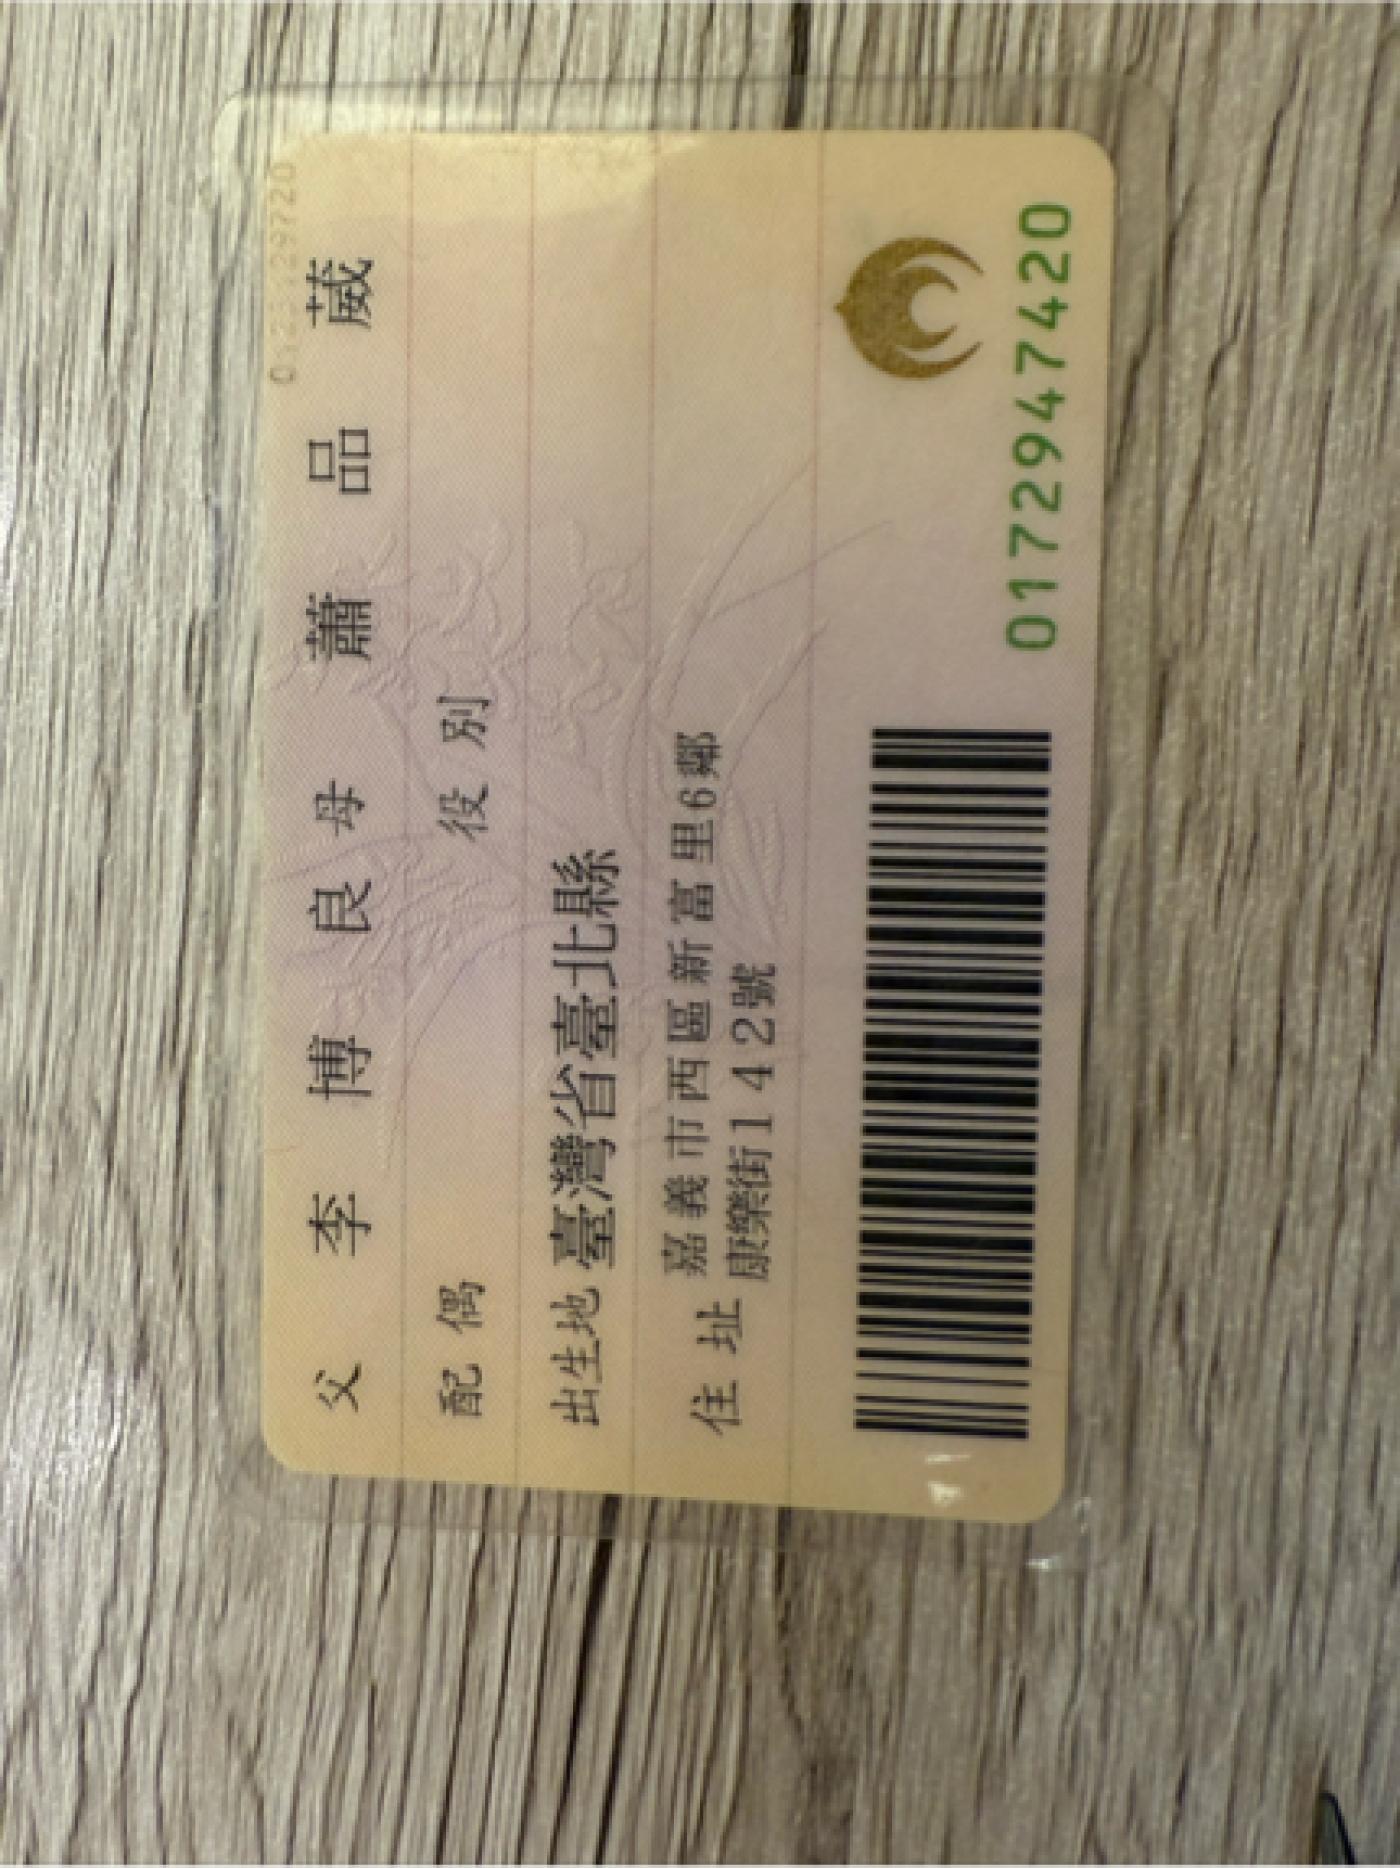 父 李 博 良 母 蕭 品 葳
配偶 役別
出生地 臺灣省臺北縣
住址 嘉義市西區新富里6鄰
康樂街142號
0172947420